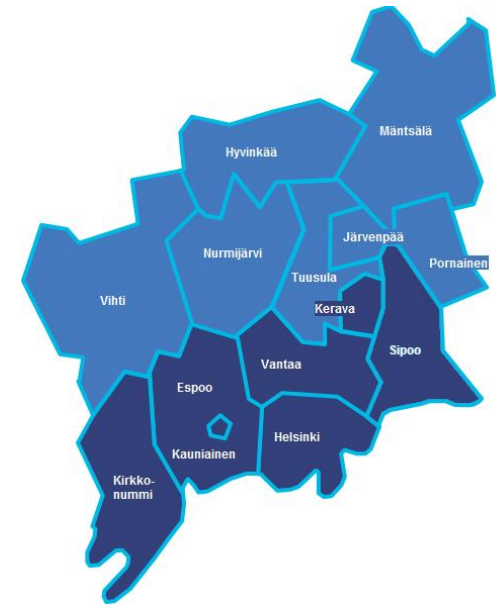 Mäntsälä
Hyvinkää
Järvenpää
Nurmijärvi
Pornainen
Tuusula
Vihti
Kerava
Sipoo
Vantaa
Espoo
Helsinki
Kauniainen
Kirkko-
nummi